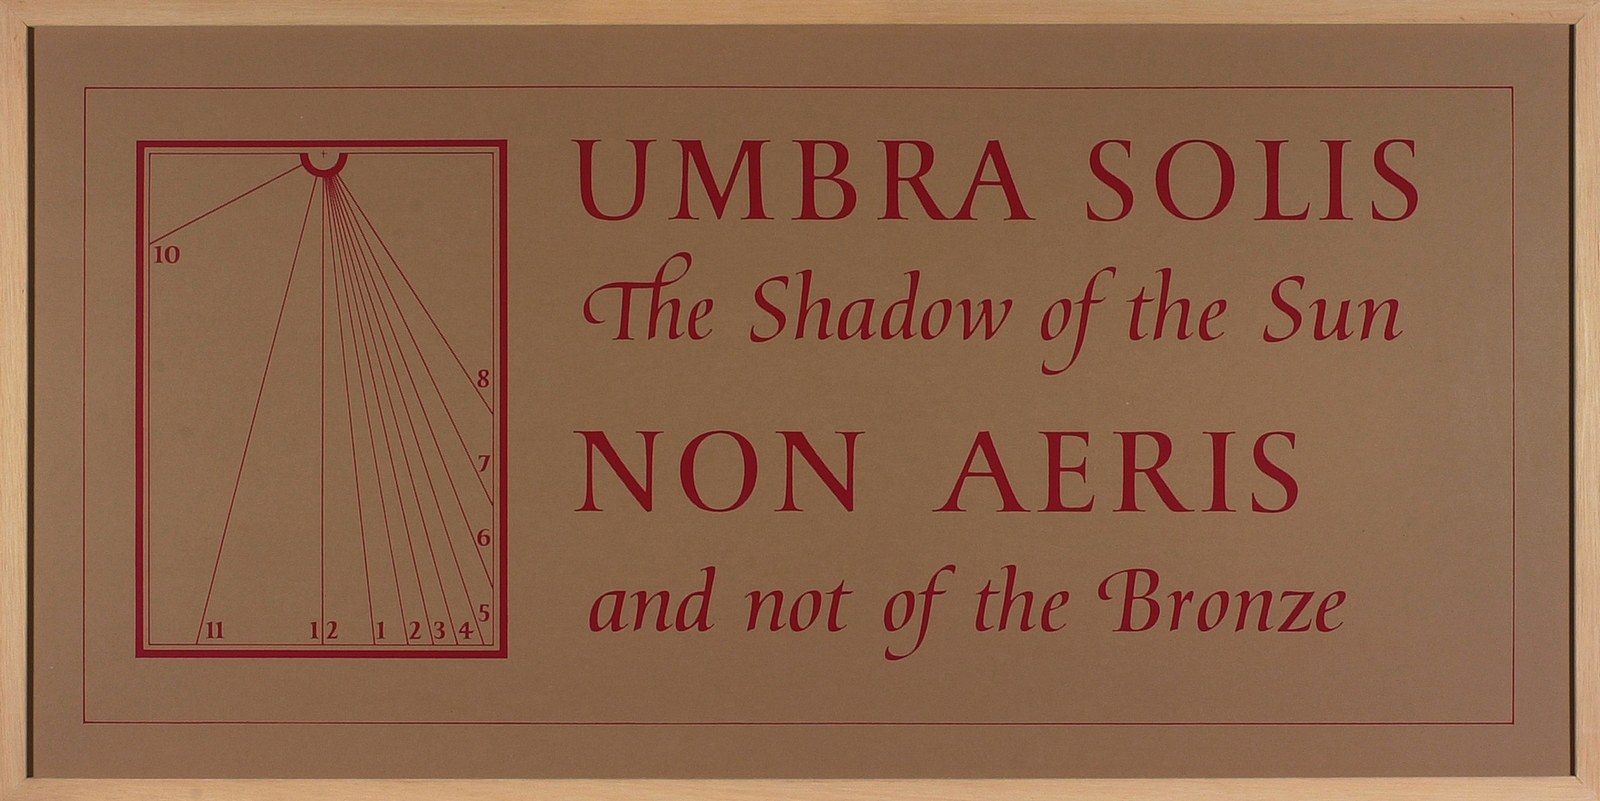 UMBRA SOLIS
The Shadow of the Sun
NON AERIS
and not of the Bronze
10
8
7
6
5
11 12 1 2 3 4